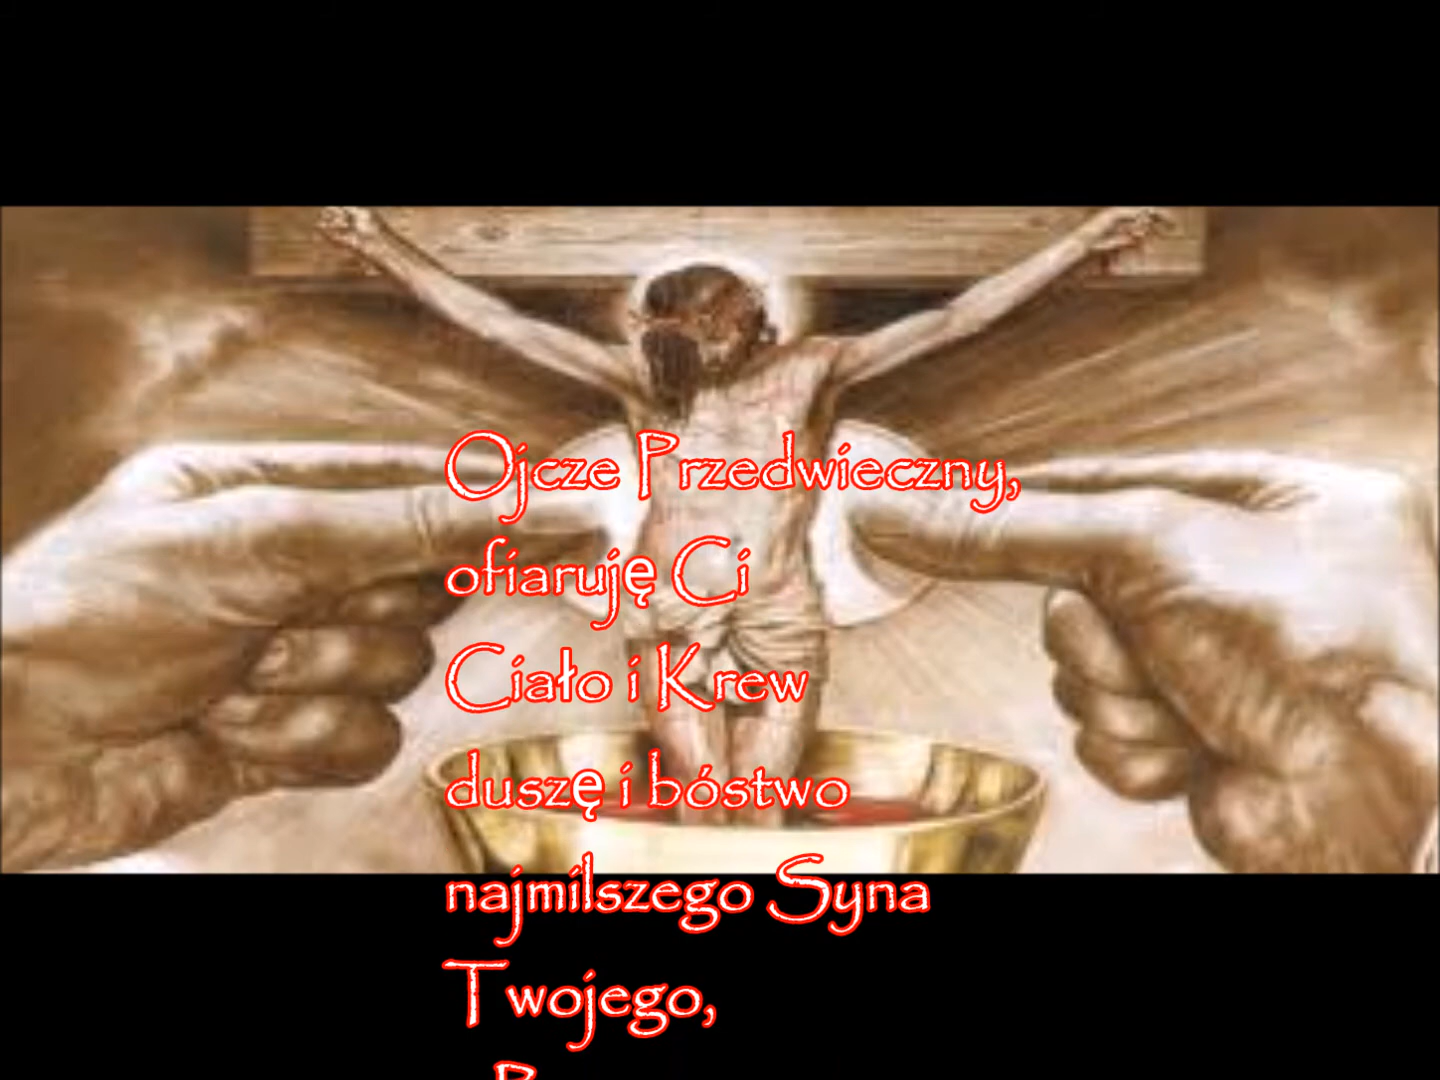 Ojcze Przedwieczny,
ofiaruję Ci
Ciało i Krew
duszę i bóstwo
najmilszego Syna
Twojego,